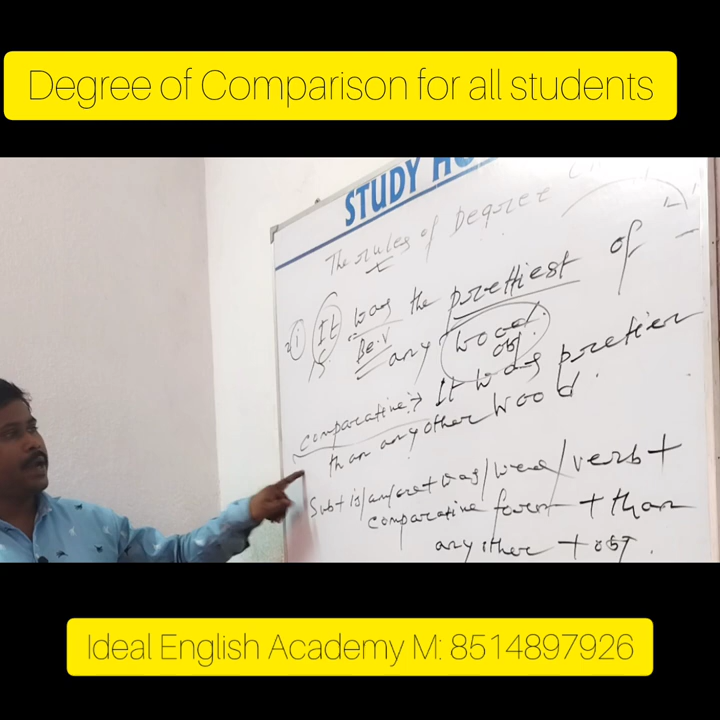 Degree of Comparison for all students
STUDY
The rules of Degree
i It was the prettiest of
S Be.V any wood.
obj
comparative:→ It was prettier
than any other wood.
Sub+ is/am/are+ was/were/verb+
comparative form + than
any other + obj.
Ideal English Academy M: 8514897926